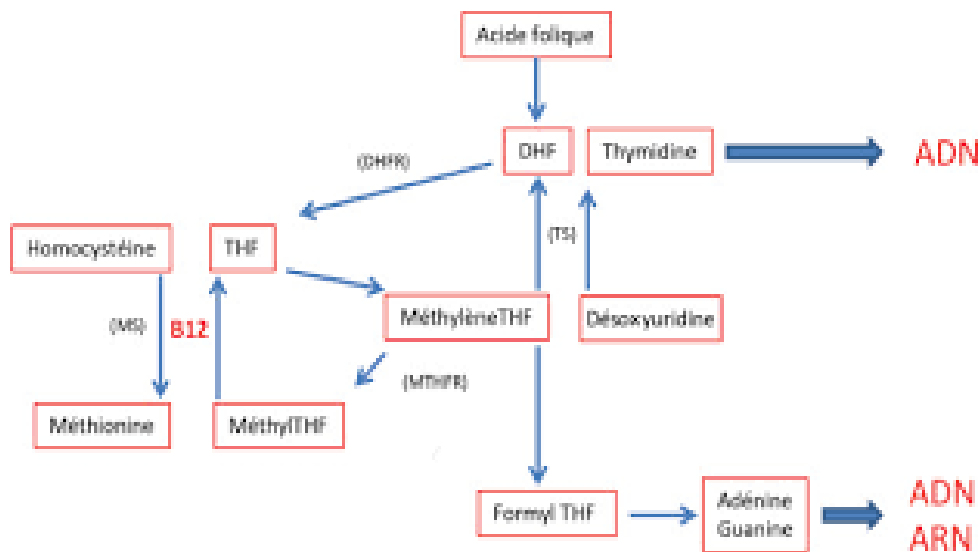 Acide folique
DHF
Thymidine
ADN
(DHFR)
(TS)
Homocystéine
THF
MéthylèneTHF
Désoxyuridine
(MS)
B12
(MTHFR)
Méthionine
MéthylTHF
Formyl THF
Adénine
Guanine
ADN
ARN